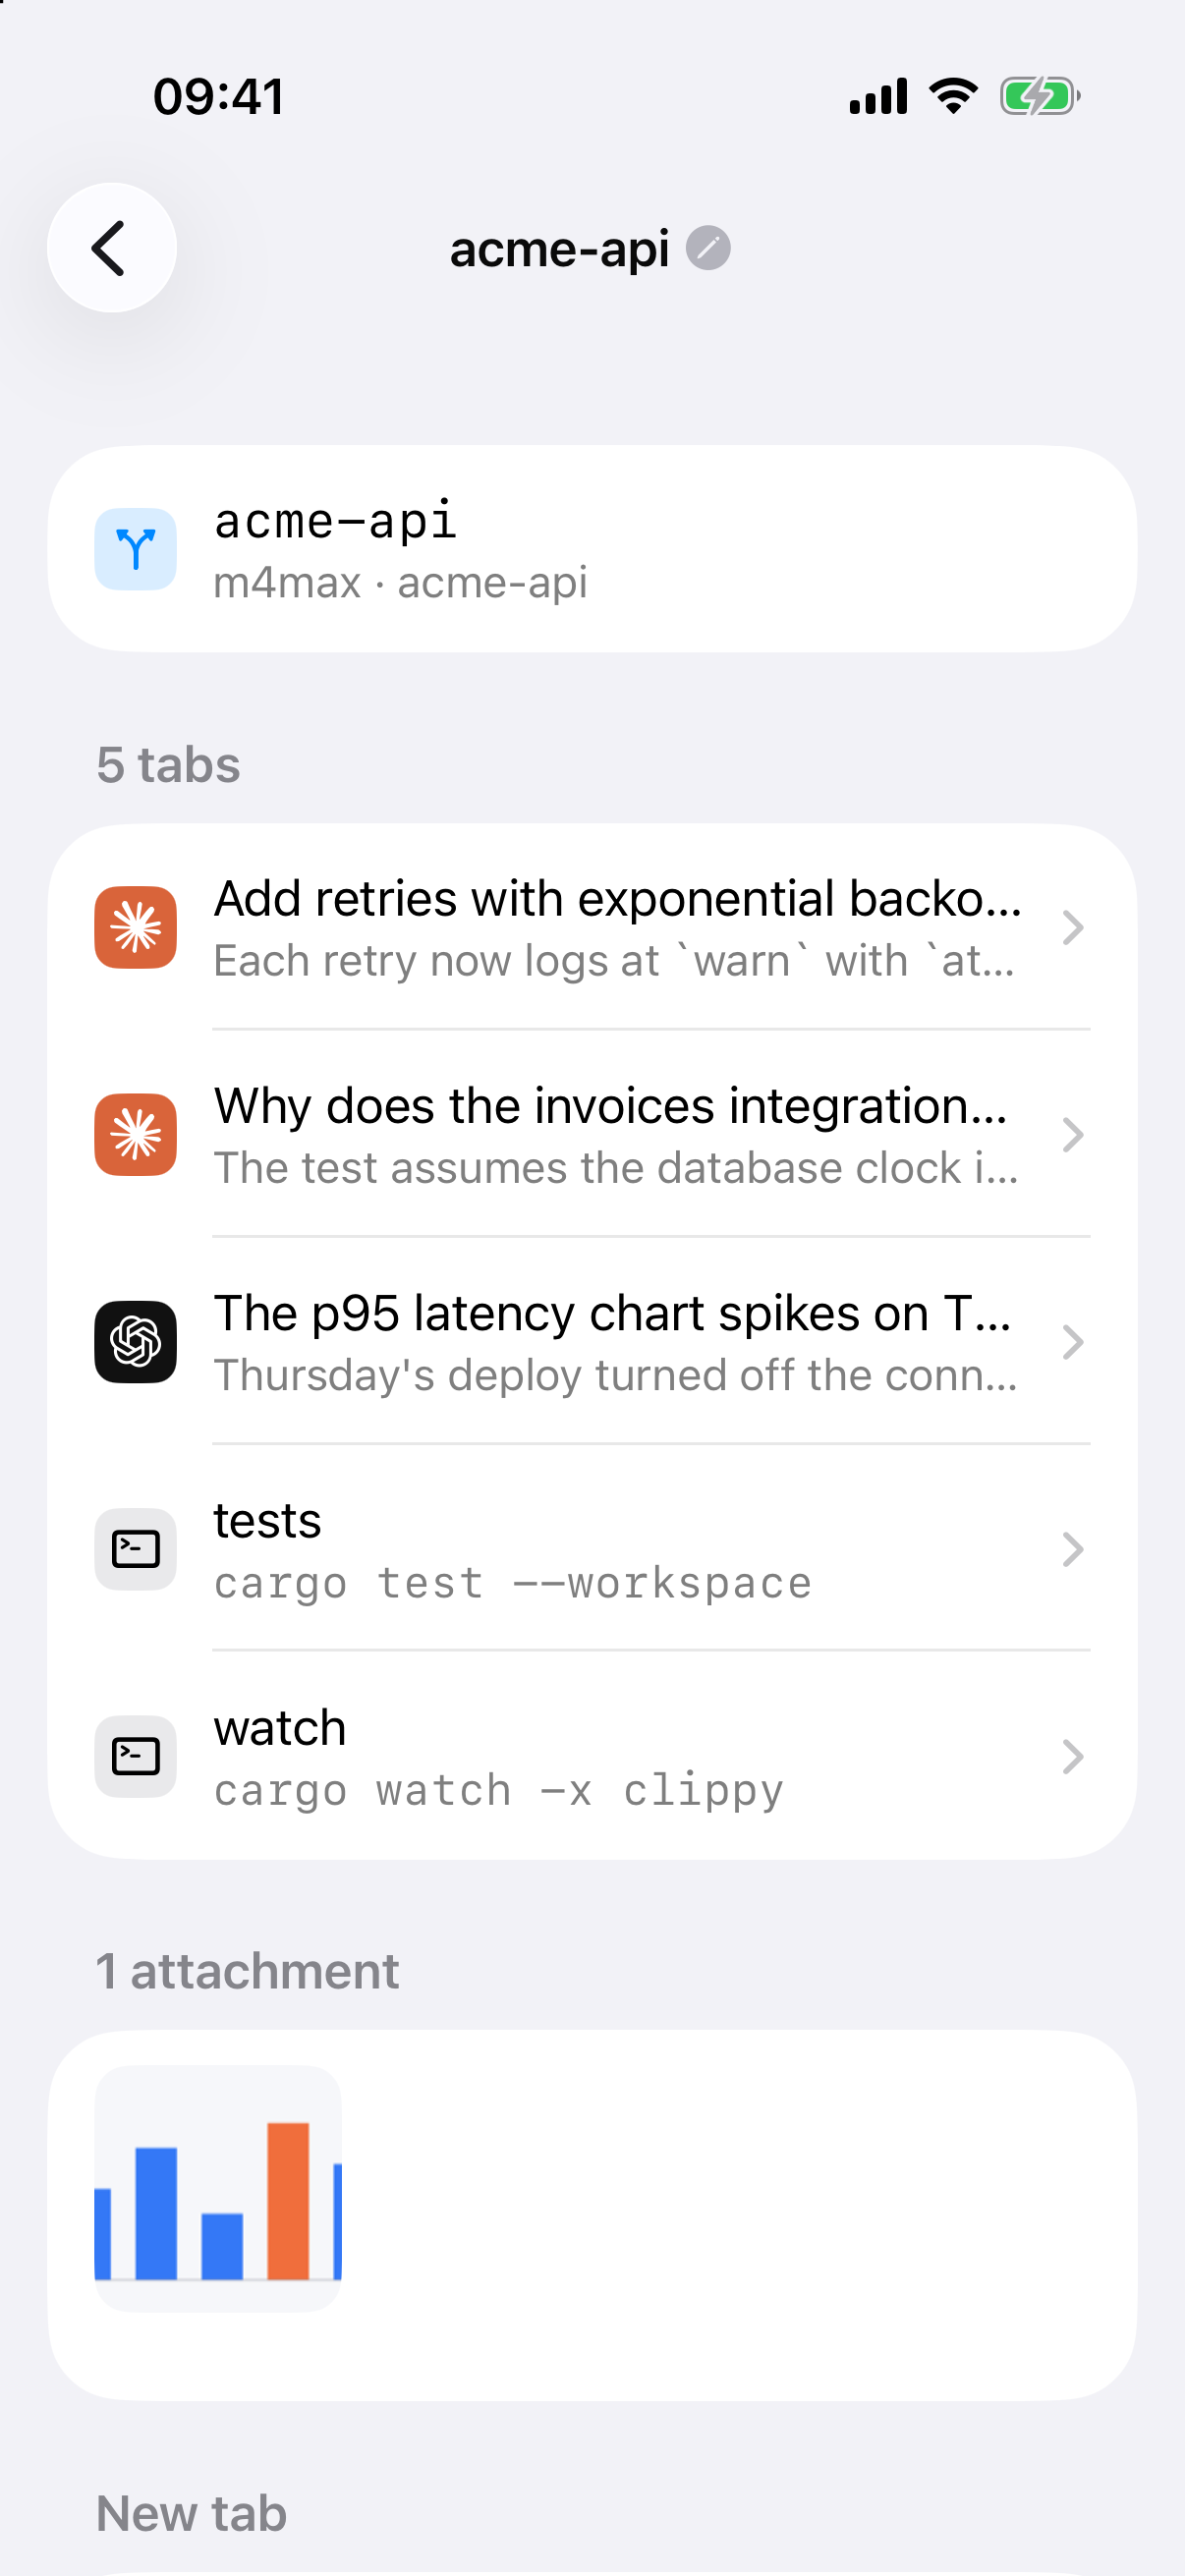 09:41
acme-api
acme-api
m4max · acme-api
5 tabs
Add retries with exponential backo...
Each retry now logs at `warn` with `at...
Why does the invoices integration...
The test assumes the database clock i...
The p95 latency chart spikes on T...
Thursday's deploy turned off the conn...
tests
cargo test --workspace
watch
cargo watch -x clippy
1 attachment
New tab